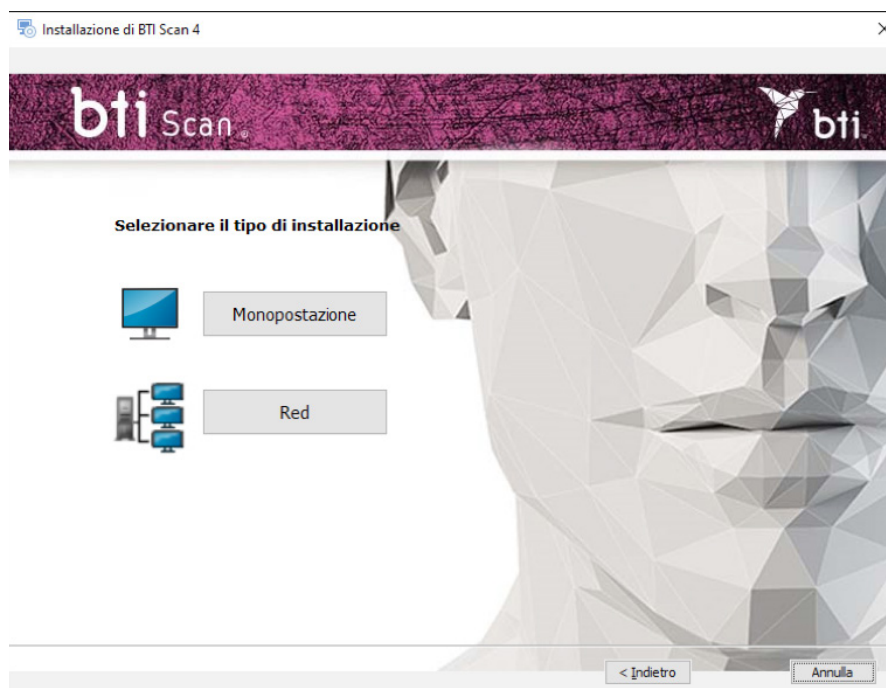 Installazione di BTI Scan 4
bti Scan ®
bti
Selezionare il tipo di installazione
Monopostazione
Red
< Indietro
Annulla